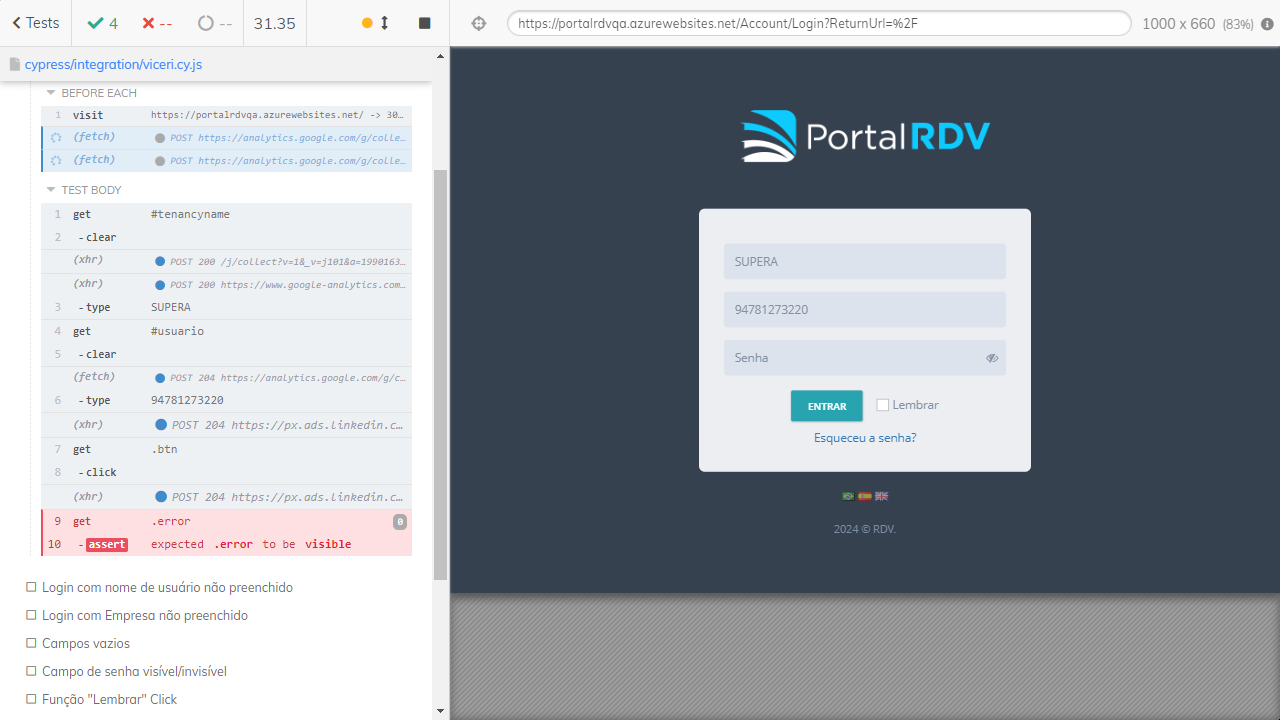 Tests
4
--
--
31.35
https://portalrdvqa.azurewebsites.net/Account/Login?ReturnUrl=%2F
1000 x 660 (83%)
cypress/integration/viceri.cy.js
BEFORE EACH
1 visit https://portalrdvqa.azurewebsites.net/ -> 30…
(fetch) POST https://analytics.google.com/g/colle…
(fetch) POST https://analytics.google.com/g/colle…
TEST BODY
1 get #tenancyname
2 -clear
(xhr) POST 200 /j/collect?v=1&_v=j101&a=1990163…
(xhr) POST 200 https://www.google-analytics.com…
3 -type SUPERA
4 get #usuario
5 -clear
(fetch) POST 204 https://analytics.google.com/g/c…
6 -type 94781273220
(xhr) POST 204 https://px.ads.linkedin.c…
7 get .btn
8 -click
(xhr) POST 204 https://px.ads.linkedin.c…
9 get .error 0
10 -assert expected .error to be visible
Login com nome de usuário não preenchido
Login com Empresa não preenchido
Campos vazios
Campo de senha visível/invisível
Função "Lembrar" Click
PortalRDV
SUPERA
94781273220
Senha
ENTRAR
Lembrar
Esqueceu a senha?
2024 © RDV.